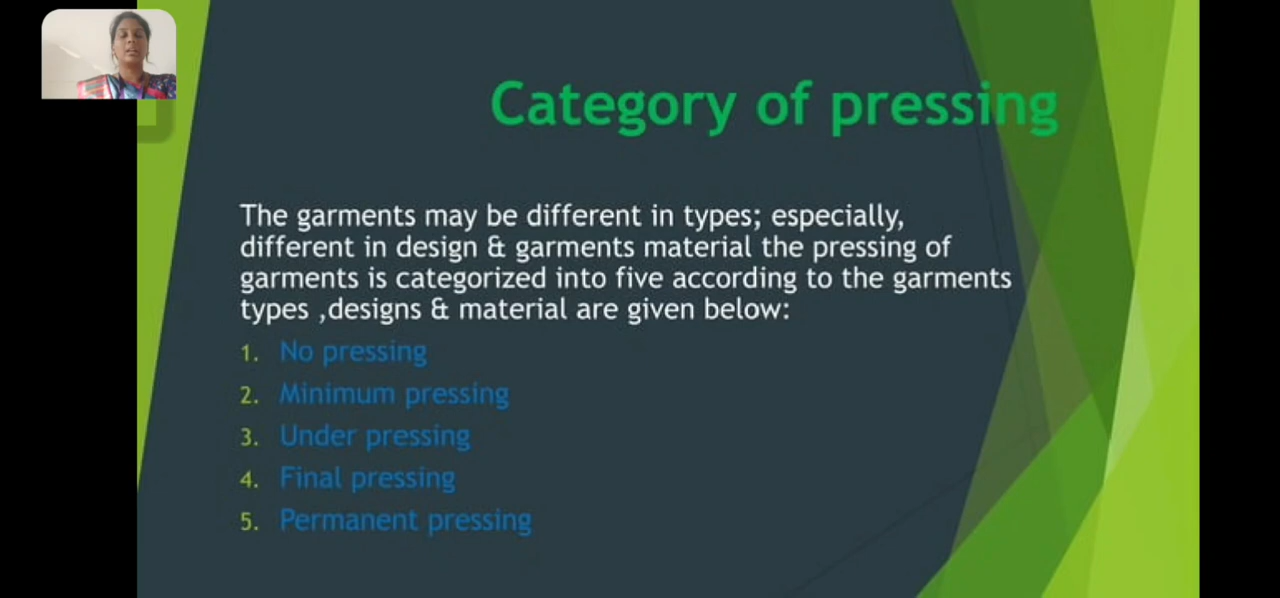 Category of pressing
The garments may be different in types; especially,
different in design & garments material the pressing of
garments is categorized into five according to the garments
types ,designs & material are given below:
1. No pressing
2. Minimum pressing
3. Under pressing
4. Final pressing
5. Permanent pressing